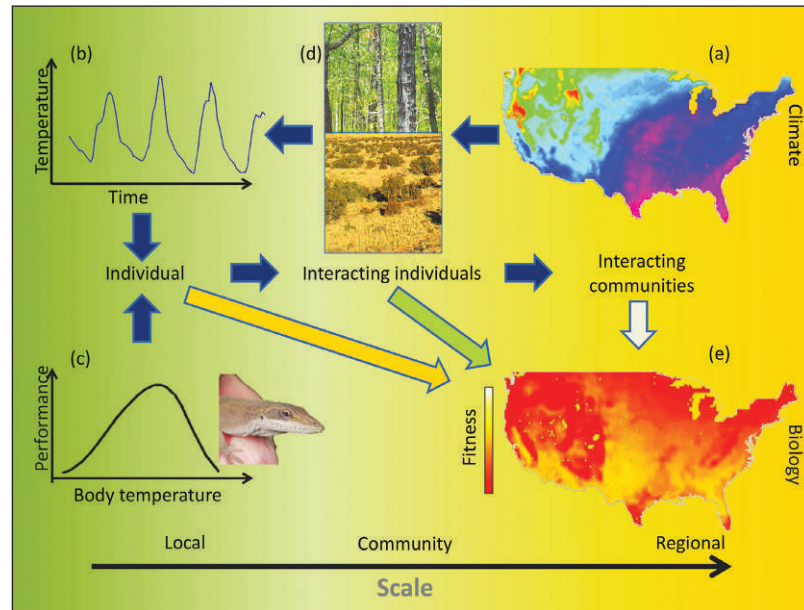 (b)
(d)
(a)
Temperature
Time
Climate
Individual
Interacting individuals
Interacting
communities
(c)
(e)
Performance
Body temperature
Fitness
Biology
Local
Community
Regional
Scale